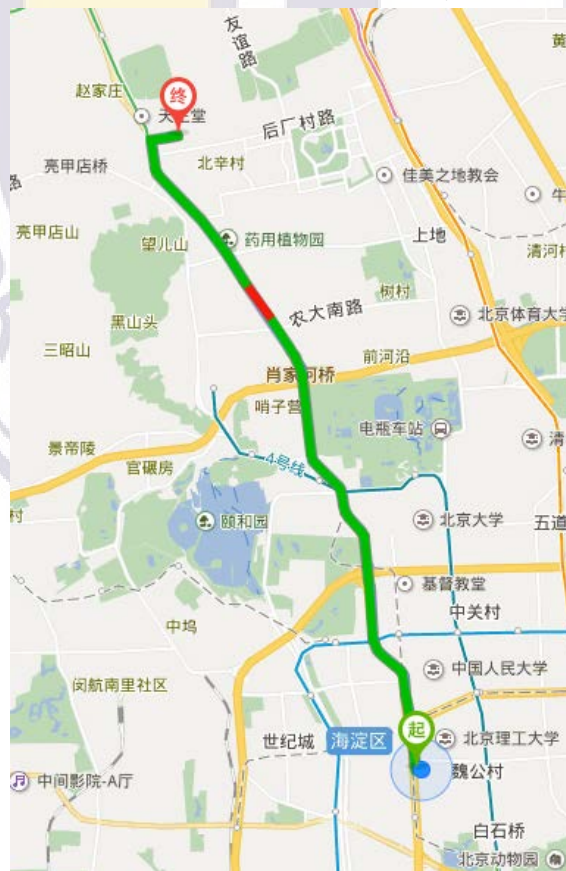 友谊路
黄
赵家庄
终
后厂村路
亮甲店桥
北辛村
路
佳美之地教会
牛
亮甲店山
望儿山
药用植物园
上地
清河
树村
农大南路
黑山头
北京体育大学
三昭山
前河沿
肖家河桥
哨子营
电瓶车站
清
景帝陵
官碾房
4号线
村
颐和园
北京大学
五道
基督教堂
中关村
中坞
中国人民大学
闵航南里社区
起
世纪城
海淀区
北京理工大学
魏公村
中间影院-A厅
白石桥
北京动物园